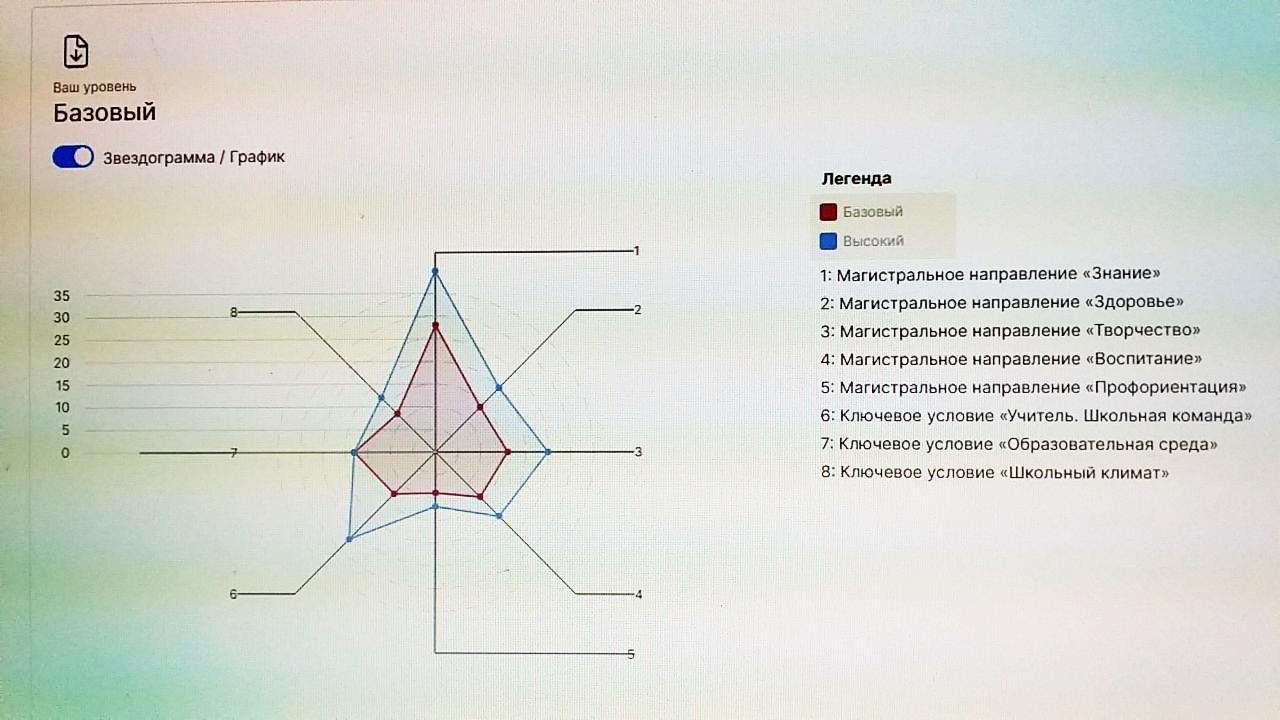 Ваш уровень
Базовый
Звездограмма / График
35
30
25
20
15
10
5
0
1
2
3
4
5
6
7
8
Легенда
Базовый
Высокий
1: Магистральное направление «Знание»
2: Магистральное направление «Здоровье»
3: Магистральное направление «Творчество»
4: Магистральное направление «Воспитание»
5: Магистральное направление «Профориентация»
6: Ключевое условие «Учитель. Школьная команда»
7: Ключевое условие «Образовательная среда»
8: Ключевое условие «Школьный климат»